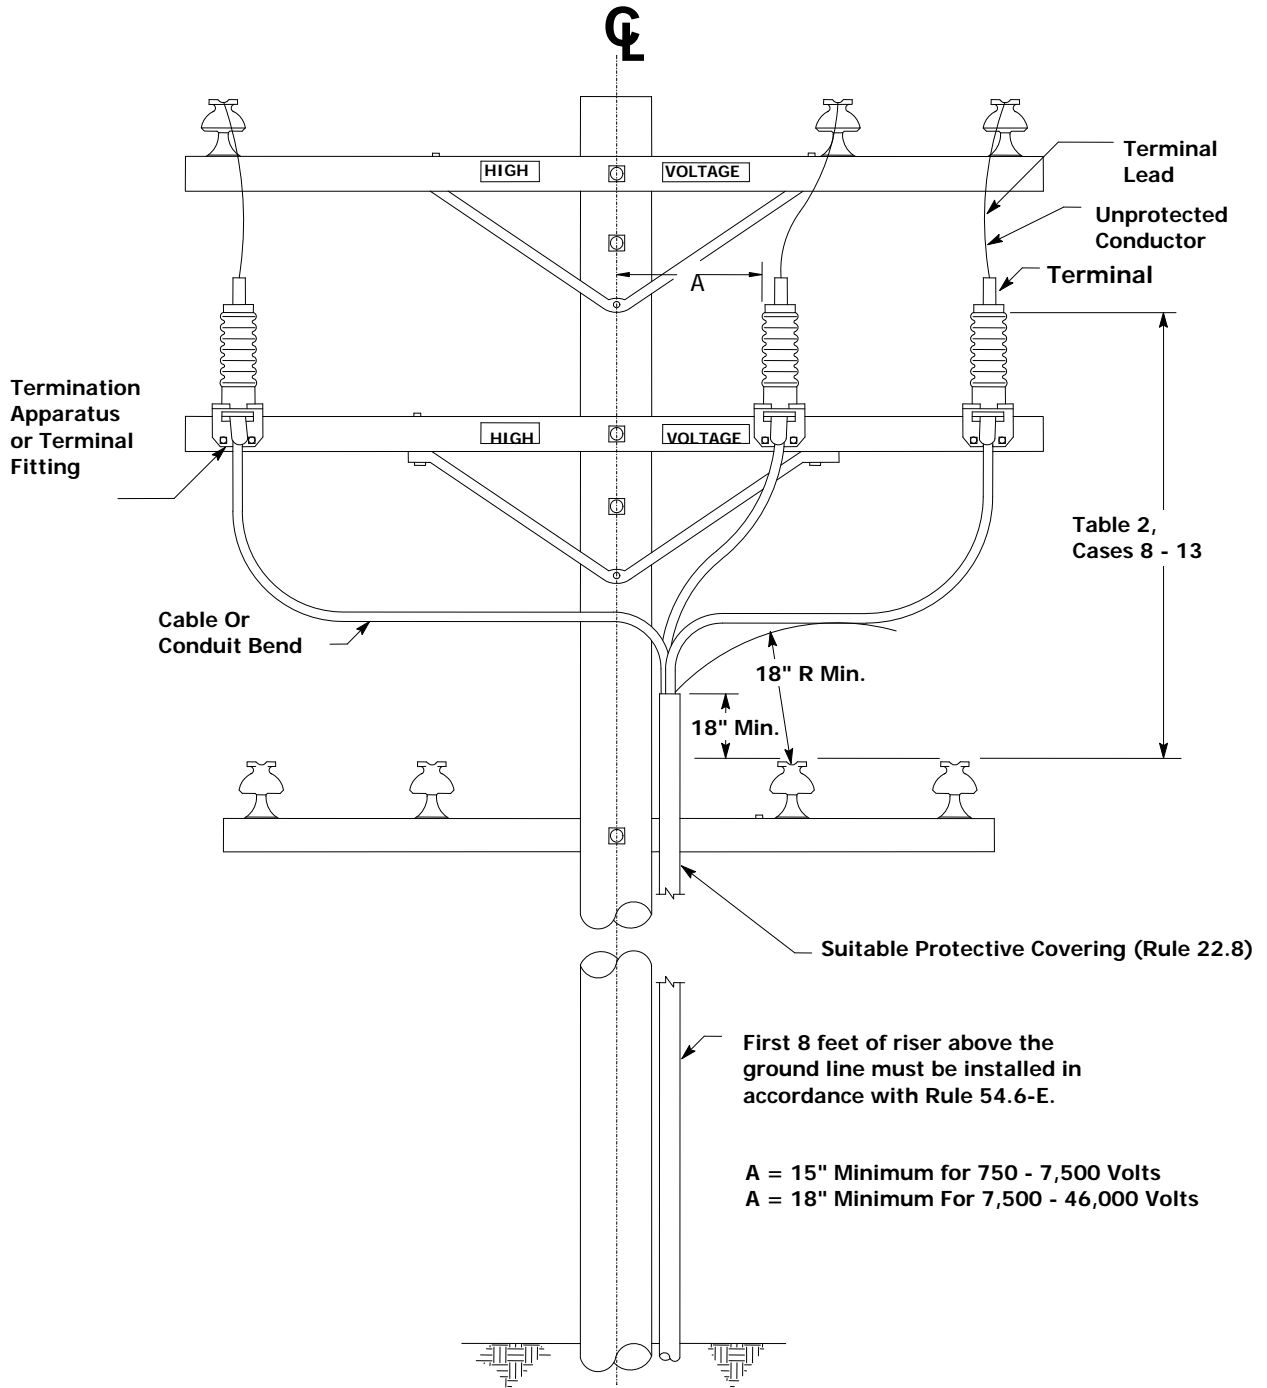 CL
HIGH VOLTAGE
Terminal
Lead
Unprotected
Conductor
A
Terminal
Termination
Apparatus
or Terminal
Fitting
HIGH VOLTAGE
Table 2,
Cases 8 - 13
Cable Or
Conduit Bend
18" R Min.
18" Min.
Suitable Protective Covering (Rule 22.8)
First 8 feet of riser above the
ground line must be installed in
accordance with Rule 54.6-E.
A = 15" Minimum for 750 - 7,500 Volts
A = 18" Minimum For 7,500 - 46,000 Volts